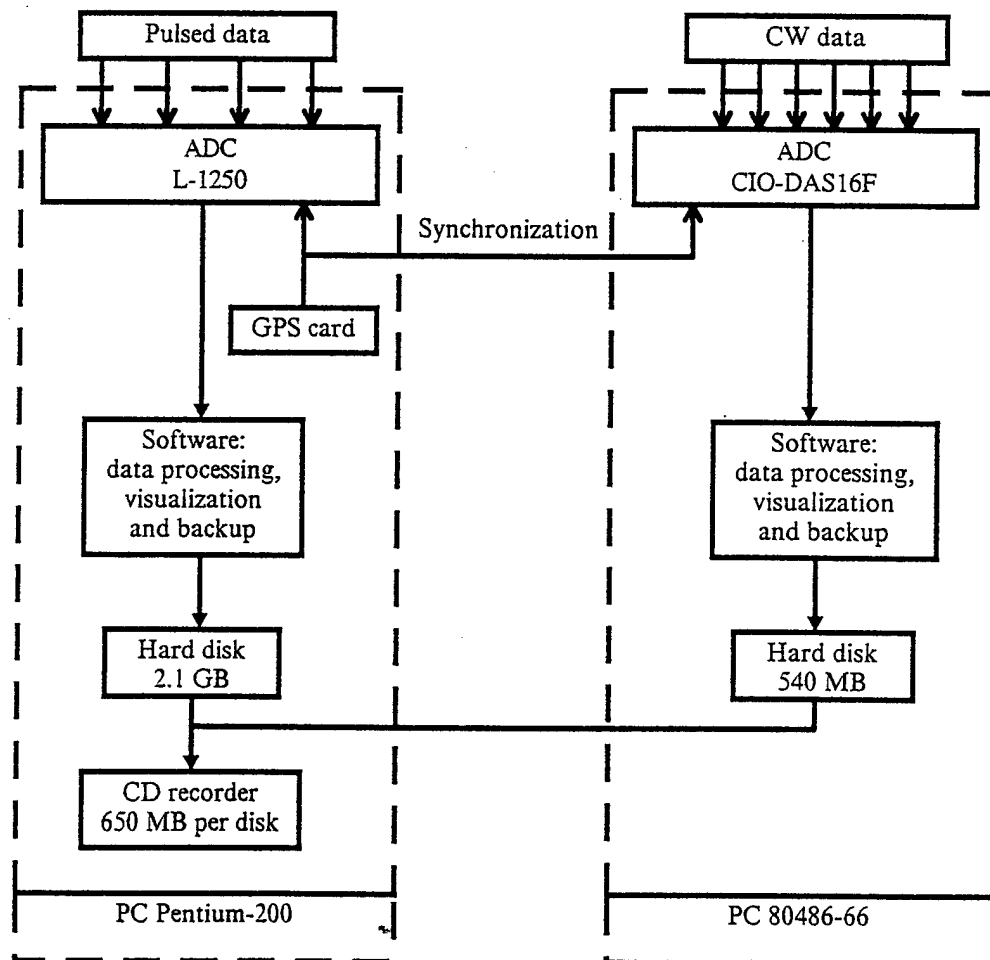 Pulsed data
CW data
ADC
L-1250
ADC
CIO-DAS16F
Synchronization
GPS card
Software:
data processing,
visualization
and backup
Software:
data processing,
visualization
and backup
Hard disk
2.1 GB
Hard disk
540 MB
CD recorder
650 MB per disk
PC Pentium-200
PC 80486-66